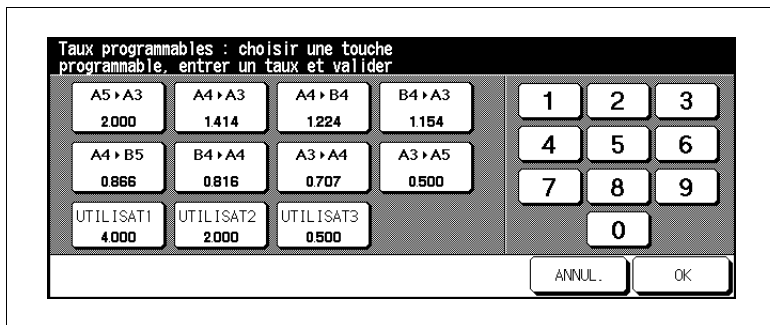 Taux programmables : choisir une touche
programmable, entrer un taux et valider
A5 ▸ A3 A4 ▸ A3 A4 ▸ B4 B4 ▸ A3
2.000 1.414 1.224 1.154
A4 ▸ B5 B4 ▸ A4 A3 ▸ A4 A3 ▸ A5
0.866 0.816 0.707 0.500
UTILISAT1 UTILISAT2 UTILISAT3
4.000 2.000 0.500
1 2 3
4 5 6
7 8 9
0
ANNUL. OK